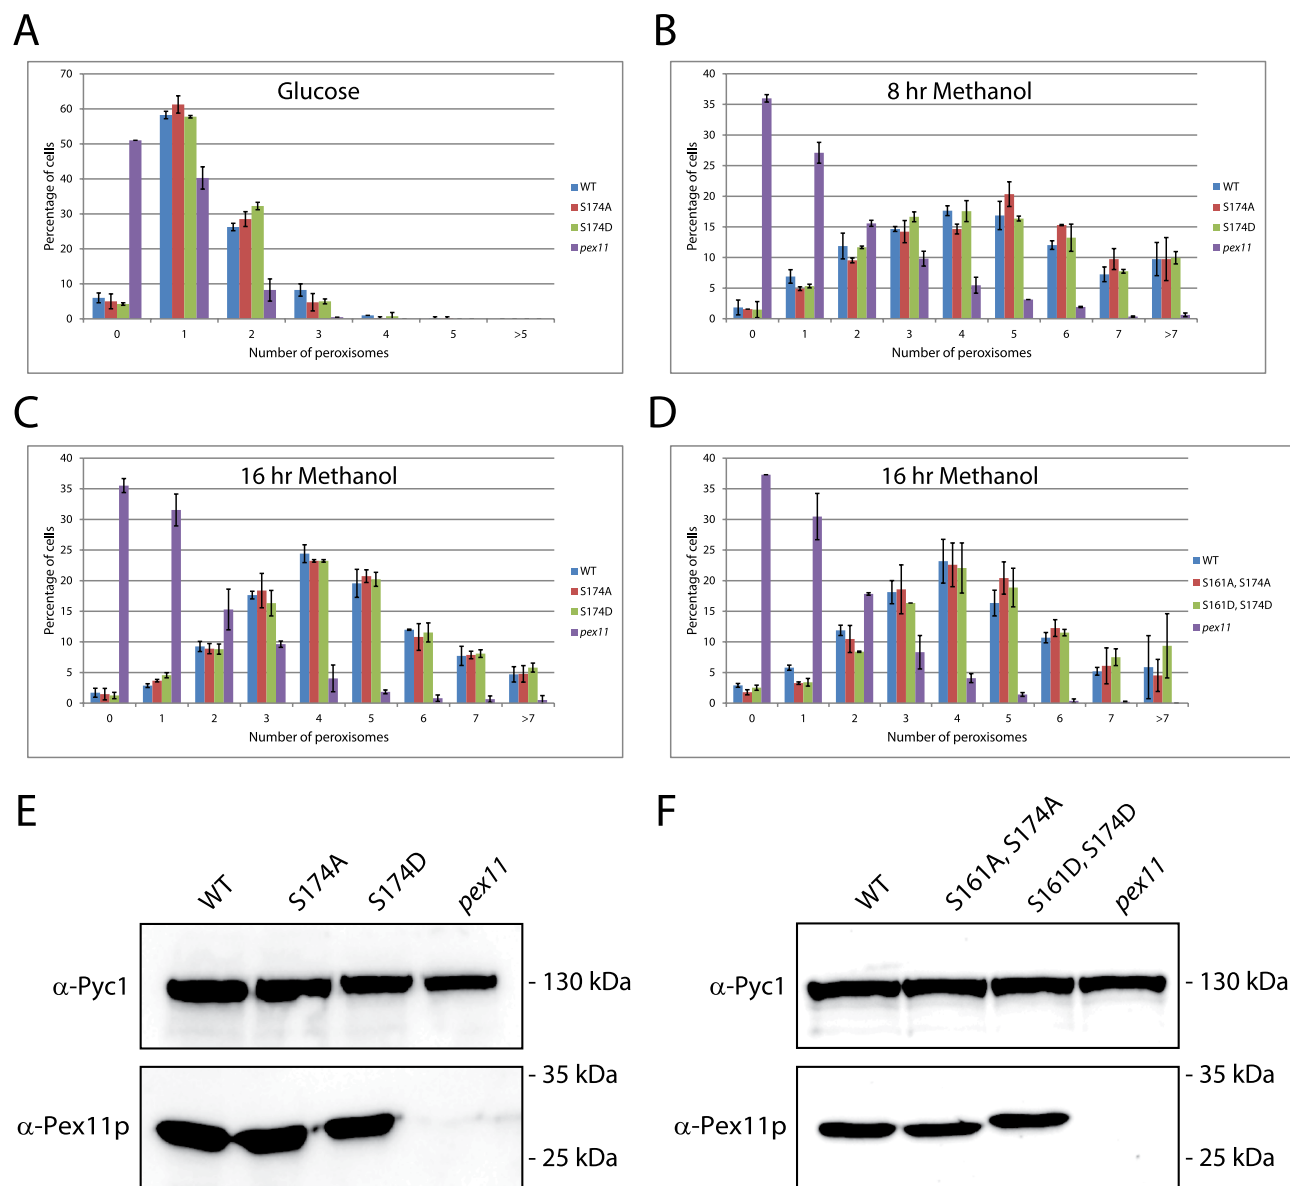 A
Glucose
Percentage of cells
70
60
50
40
30
20
10
0
0 1 2 3 4 5 >5
Number of peroxisomes
WT
S174A
S174D
pex11
B
8 hr Methanol
Percentage of cells
40
35
30
25
20
15
10
5
0
0 1 2 3 4 5 6 7 >7
Number of peroxisomes
WT
S174A
S174D
pex11
C
16 hr Methanol
Percentage of cells
40
35
30
25
20
15
10
5
0
0 1 2 3 4 5 6 7 >7
Number of peroxisomes
WT
S174A
S174D
pex11
D
16 hr Methanol
Percentage of cells
40
35
30
25
20
15
10
5
0
0 1 2 3 4 5 6 7 >7
Number of peroxisomes
WT
S161A, S174A
S161D, S174D
pex11
E
WT S174A S174D pex11
α-Pyc1
- 130 kDa
- 35 kDa
α-Pex11p
- 25 kDa
F
WT S161A, S174A S161D, S174D pex11
α-Pyc1
- 130 kDa
- 35 kDa
α-Pex11p
- 25 kDa